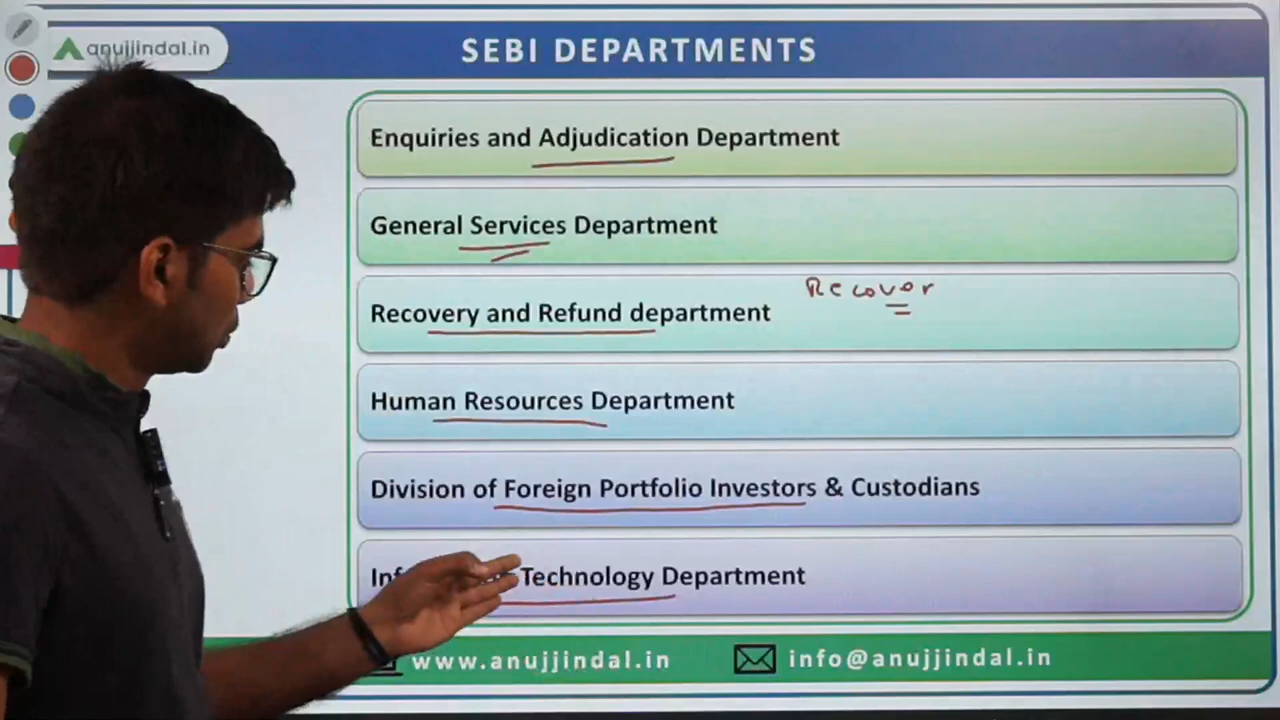 anujjindal.in
SEBI DEPARTMENTS
Enquiries and Adjudication Department
General Services Department
Recover
Recovery and Refund department
Human Resources Department
Division of Foreign Portfolio Investors & Custodians
Technology Department
www.anujjindal.in
info@anujjindal.in